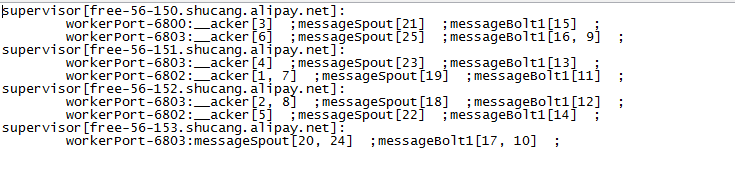 supervisor[free-56-150.shucang.alipay.net]:
workerPort-6800:__acker[3]  ;messageSpout[21]  ;messageBolt1[15]  ;
workerPort-6803:__acker[6]  ;messageSpout[25]  ;messageBolt1[16, 9]  ;
supervisor[free-56-151.shucang.alipay.net]:
workerPort-6803:__acker[4]  ;messageSpout[23]  ;messageBolt1[13]  ;
workerPort-6802:__acker[1, 7]  ;messageSpout[19]  ;messageBolt1[11]  ;
supervisor[free-56-152.shucang.alipay.net]:
workerPort-6803:__acker[2, 8]  ;messageSpout[18]  ;messageBolt1[12]  ;
workerPort-6802:__acker[5]  ;messageSpout[22]  ;messageBolt1[14]  ;
supervisor[free-56-153.shucang.alipay.net]:
workerPort-6803:messageSpout[20, 24]  ;messageBolt1[17, 10]  ;